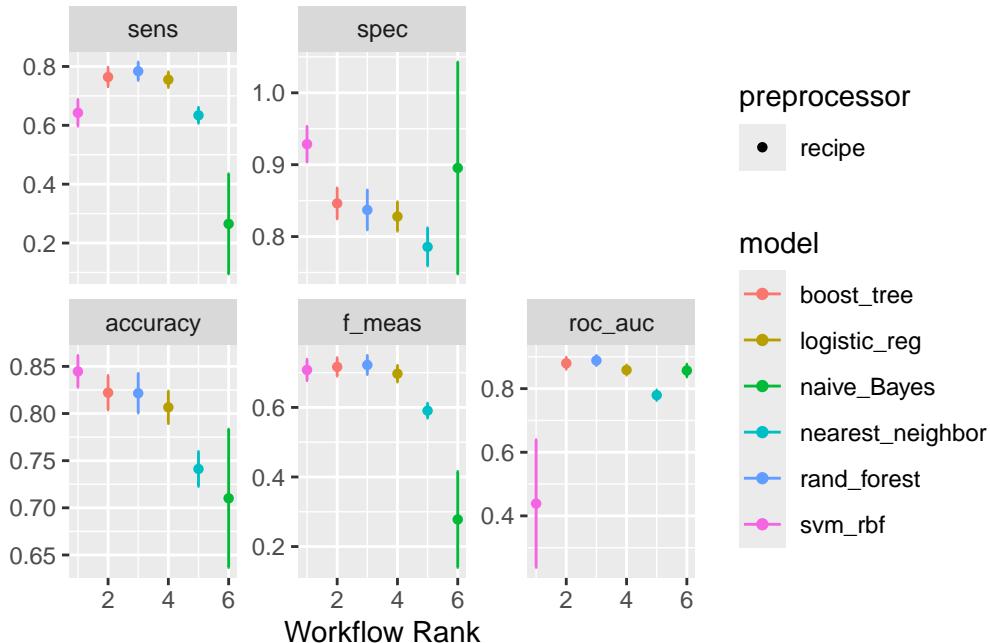 sens
spec
0.8
0.6
0.4
0.2
1.0
0.9
0.8
accuracy
f_meas
roc_auc
0.85
0.80
0.75
0.70
0.65
0.6
0.4
0.2
0.8
0.6
0.4
2 4 6
2 4 6
2 4 6
Workflow Rank
preprocessor
recipe
model
boost_tree
logistic_reg
naive_Bayes
nearest_neighbor
rand_forest
svm_rbf